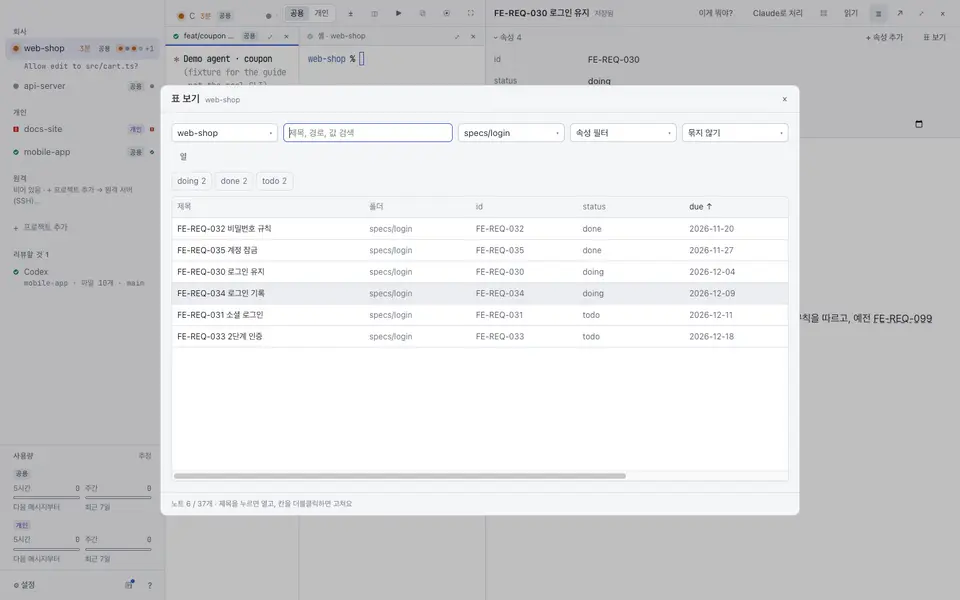 회사
web-shop 3분 공용 +1
Allow edit to src/cart.ts?
api-server 공용
개인
docs-site 개인
mobile-app 공용
원격
비어 있음 · + 프로젝트 추가 → 원격 서버
(SSH)…
+ 프로젝트 추가
리뷰할 것 1
Codex
mobile-app · 파일 10개 · main
사용량 추정
공용
5시간 0 주간 0
다음 메시지부터 최근 7일
개인
5시간 0 주간 0
다음 메시지부터 최근 7일
설정 ?
C 3분 공용
공용 개인
feat/coupon … 공용
셸 · web-shop
Demo agent · coupon
(fixture for the guide
web-shop %
FE-REQ-030 로그인 유지 저장됨
이게 뭐야? Claude로 처리 읽기
속성 4
+ 속성 추가 표 보기
id FE-REQ-030
status doing
표 보기 web-shop
web-shop
제목, 경로, 값 검색
specs/login
속성 필터
묶지 않기
열
doing 2 done 2 todo 2
제목 폴더 id status due ↑
FE-REQ-032 비밀번호 규칙 specs/login FE-REQ-032 done 2026-11-20
FE-REQ-035 계정 잠금 specs/login FE-REQ-035 done 2026-11-27
FE-REQ-030 로그인 유지 specs/login FE-REQ-030 doing 2026-12-04
FE-REQ-034 로그인 기록 specs/login FE-REQ-034 doing 2026-12-09
FE-REQ-031 소셜 로그인 specs/login FE-REQ-031 todo 2026-12-11
FE-REQ-033 2단계 인증 specs/login FE-REQ-033 todo 2026-12-18
노트 6 / 37개 · 제목을 누르면 열고, 칸을 더블클릭하면 고쳐요
따르고, 예전 FE-REQ-099